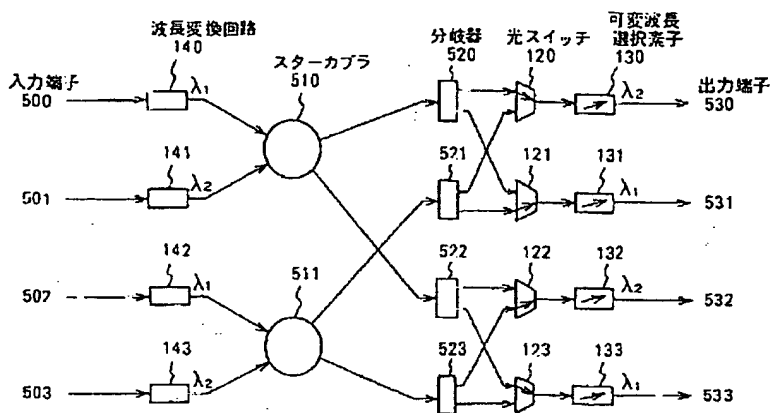 波長変換回路
140
スターカプラ
510
分岐器
520
光スイッチ
120
可変波長
選択素子
130
入力端子
500
λ1
λ2
出力端子
530
141
λ2
501
521
121
131
λ1
531
142
λ1
507
511
522
122
132
λ2
532
143
λ2
503
523
123
133
λ1
533